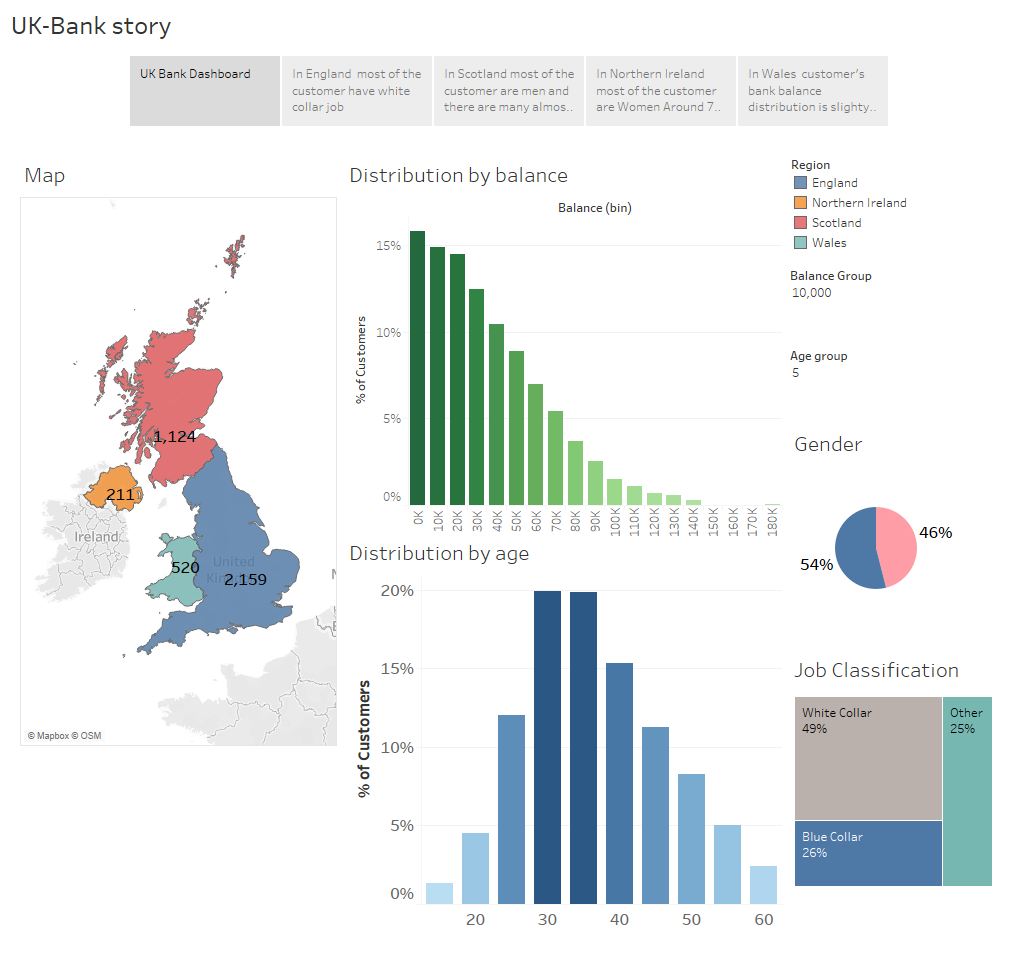 UK-Bank story
UK Bank Dashboard
In England most of the
customer have white
collar job
In Scotland most of the
customer are men and
there are many almos..
In Northern Ireland
most of the customer
are Women Around 7..
In Wales customer's
bank balance
distribution is slighty..
Map
1,124
211
Ireland
520
United
2,159
© Mapbox © OSM
Distribution by balance
Balance (bin)
% of Customers
15%
10%
5%
0%
0K
10K
20K
30K
40K
50K
60K
70K
80K
90K
100K
110K
120K
130K
140K
150K
160K
170K
180K
Distribution by age
% of Customers
20%
15%
10%
5%
0%
20
30
40
50
60
Region
England
Northern Ireland
Scotland
Wales
Balance Group
10,000
Age group
5
Gender
46%
54%
Job Classification
White Collar
49%
Other
25%
Blue Collar
26%